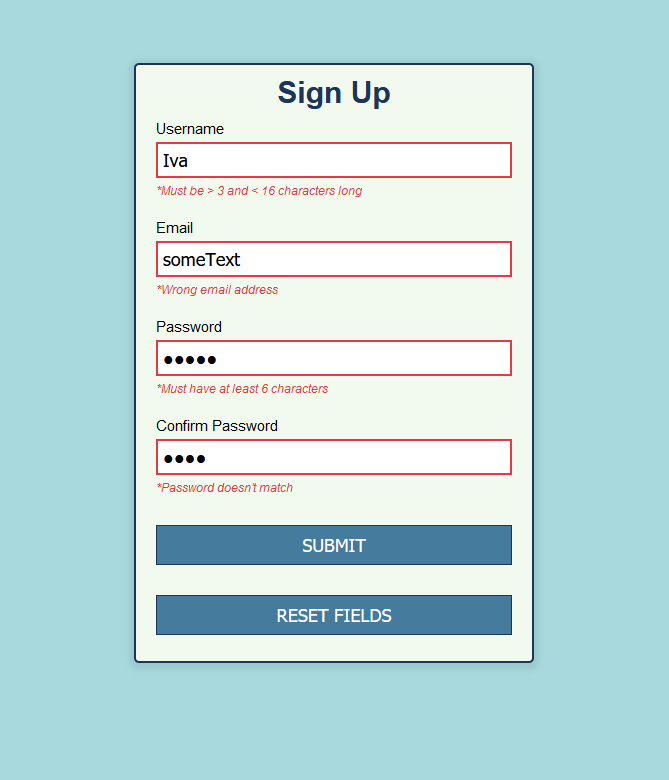 Sign Up
Username
Iva
*Must be > 3 and < 16 characters long
Email
someText
*Wrong email address
Password
●●●●●
*Must have at least 6 characters
Confirm Password
●●●●
*Password doesn't match
SUBMIT
RESET FIELDS